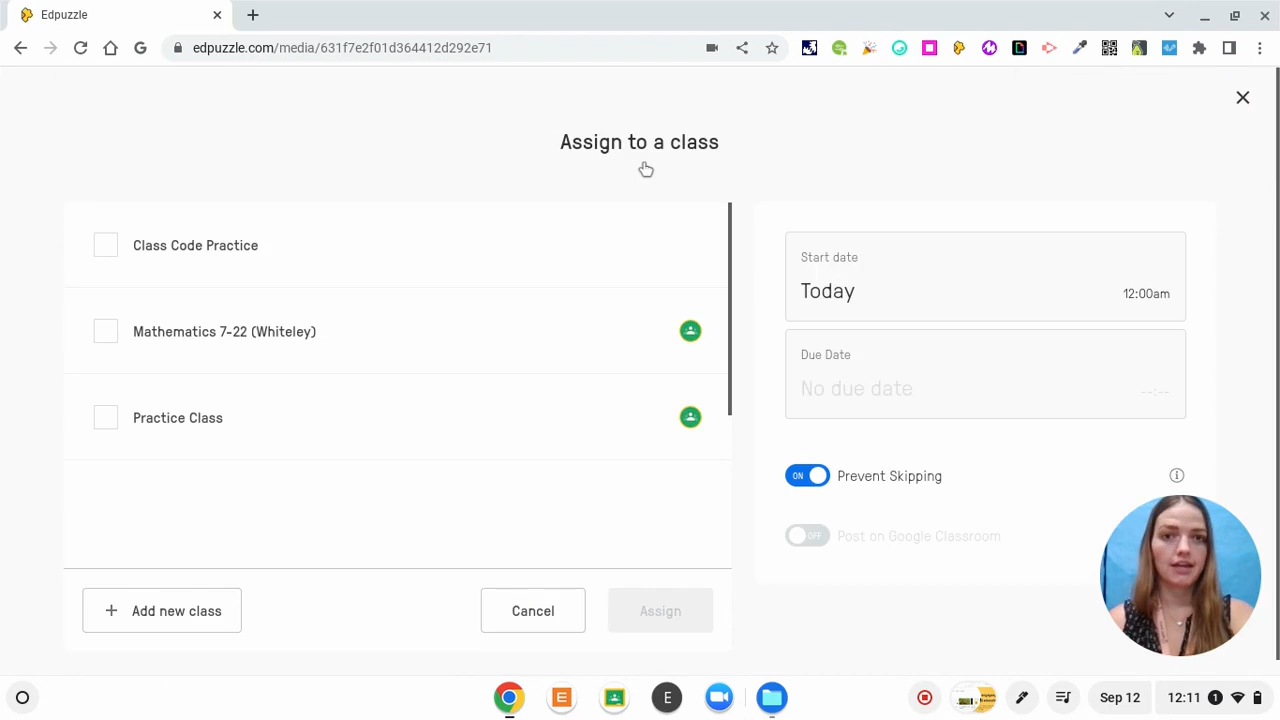 Edpuzzle
edpuzzle.com/media/631f7e2f01d364412d292e71
Assign to a class
Class Code Practice
Mathematics 7-22 (Whiteley)
Practice Class
+ Add new class
Cancel
Assign
Start date
Today 12:00am
Due Date
No due date --:--
ON Prevent Skipping
OFF Post on Google Classroom
E
E
Sep 12
12:11 1